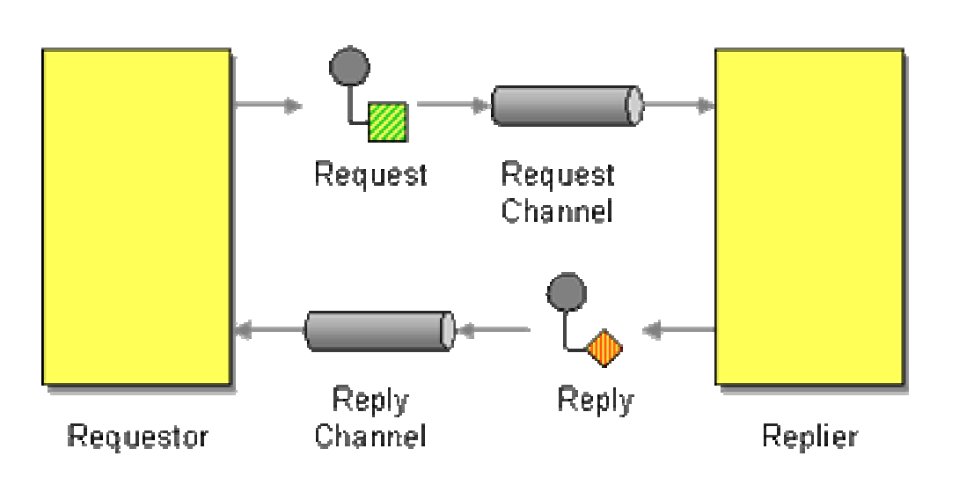 Request
Request
Channel
Reply
Channel
Reply
Requestor
Replier